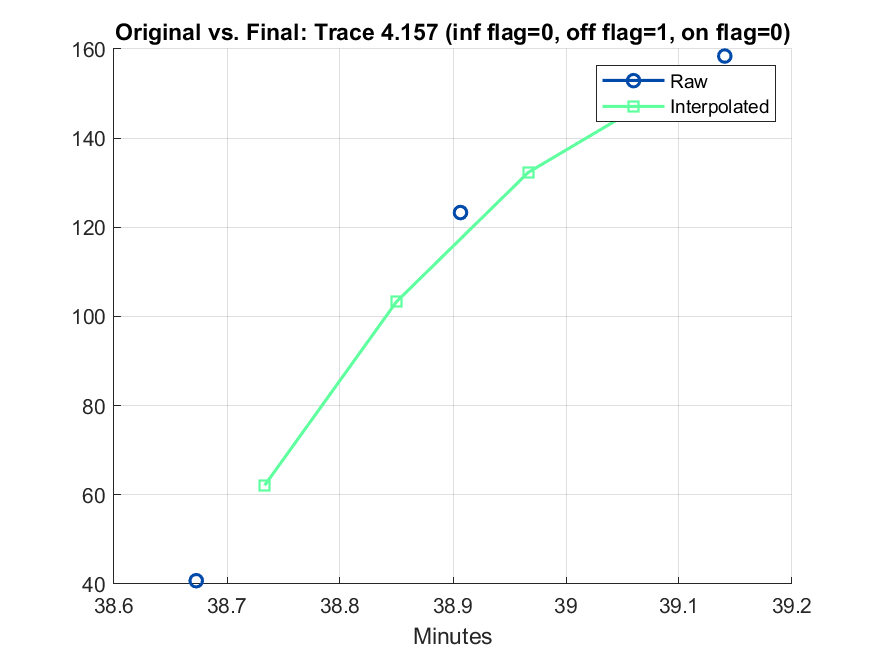 Original vs. Final: Trace 4.157 (inf flag=0, off flag=1, on flag=0)
160
140
120
100
80
60
40
Raw
Interpolated
38.6 38.7 38.8 38.9 39 39.1 39.2
Minutes